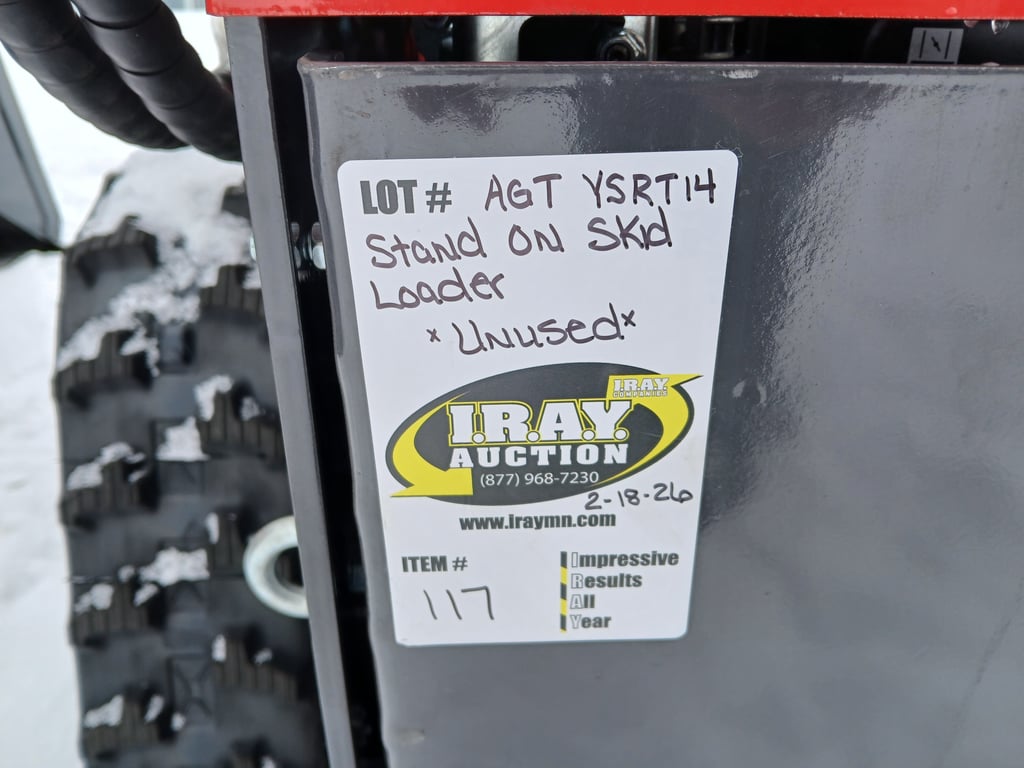 LOT # AGT YSRT14
Stand ON SKid
Loader
*Unused*
I.R.A.Y.
COMPANIES
I.R.A.Y.
AUCTION
(877) 968-7230
2-18-26
www.iraymn.com
ITEM #
117
Impressive
Results
All
Year